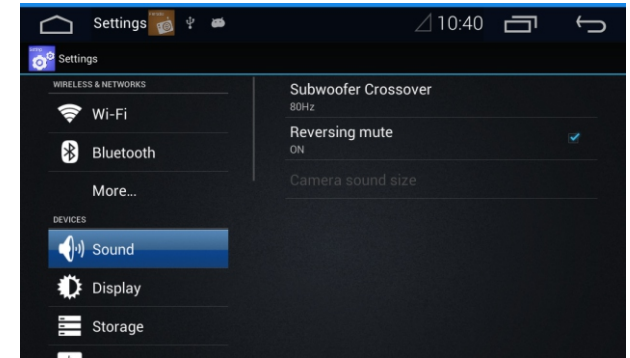 Settings
10:40
Settings
WIRELESS & NETWORKS
Wi-Fi
Bluetooth
More...
DEVICES
Sound
Display
Storage
Subwoofer Crossover
80Hz
Reversing mute
ON
Camera sound size